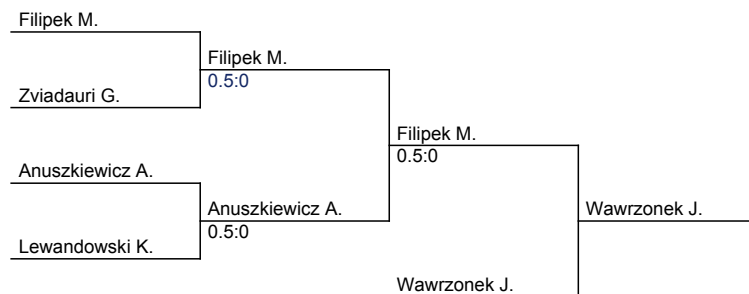 Filipek M.
Filipek M.
0.5:0
Zviadauri G.
Filipek M.
0.5:0
Anuszkiewicz A.
Anuszkiewicz A.
0.5:0
Wawrzonek J.
Lewandowski K.
Wawrzonek J.